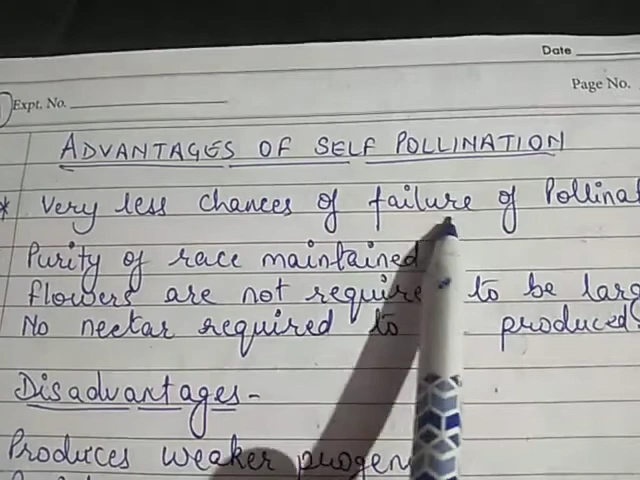 Date
Page No.
Expt. No.
ADVANTAGES OF SELF POLLINATION
* Very less chances of failure of Pollinat
Purity of race maintained
flowers are not require to be larg
No nectar required to produced
Disadvantages -
Produces weaker progen